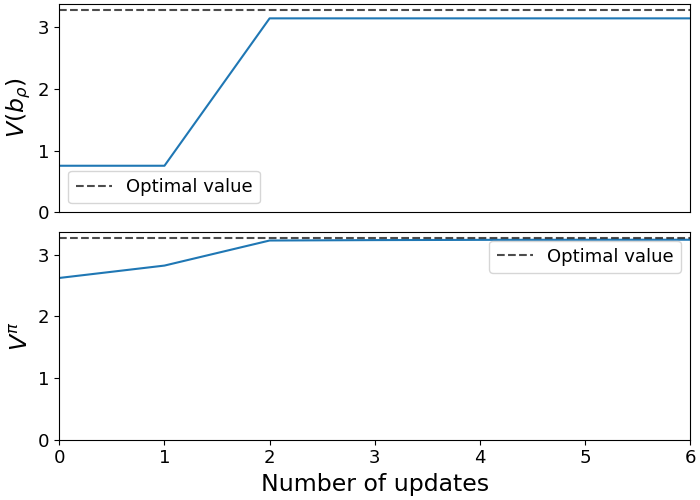 3
2
1
0
V(b_ρ)
Optimal value
3
2
1
0
V^π
Optimal value
0 1 2 3 4 5 6
Number of updates